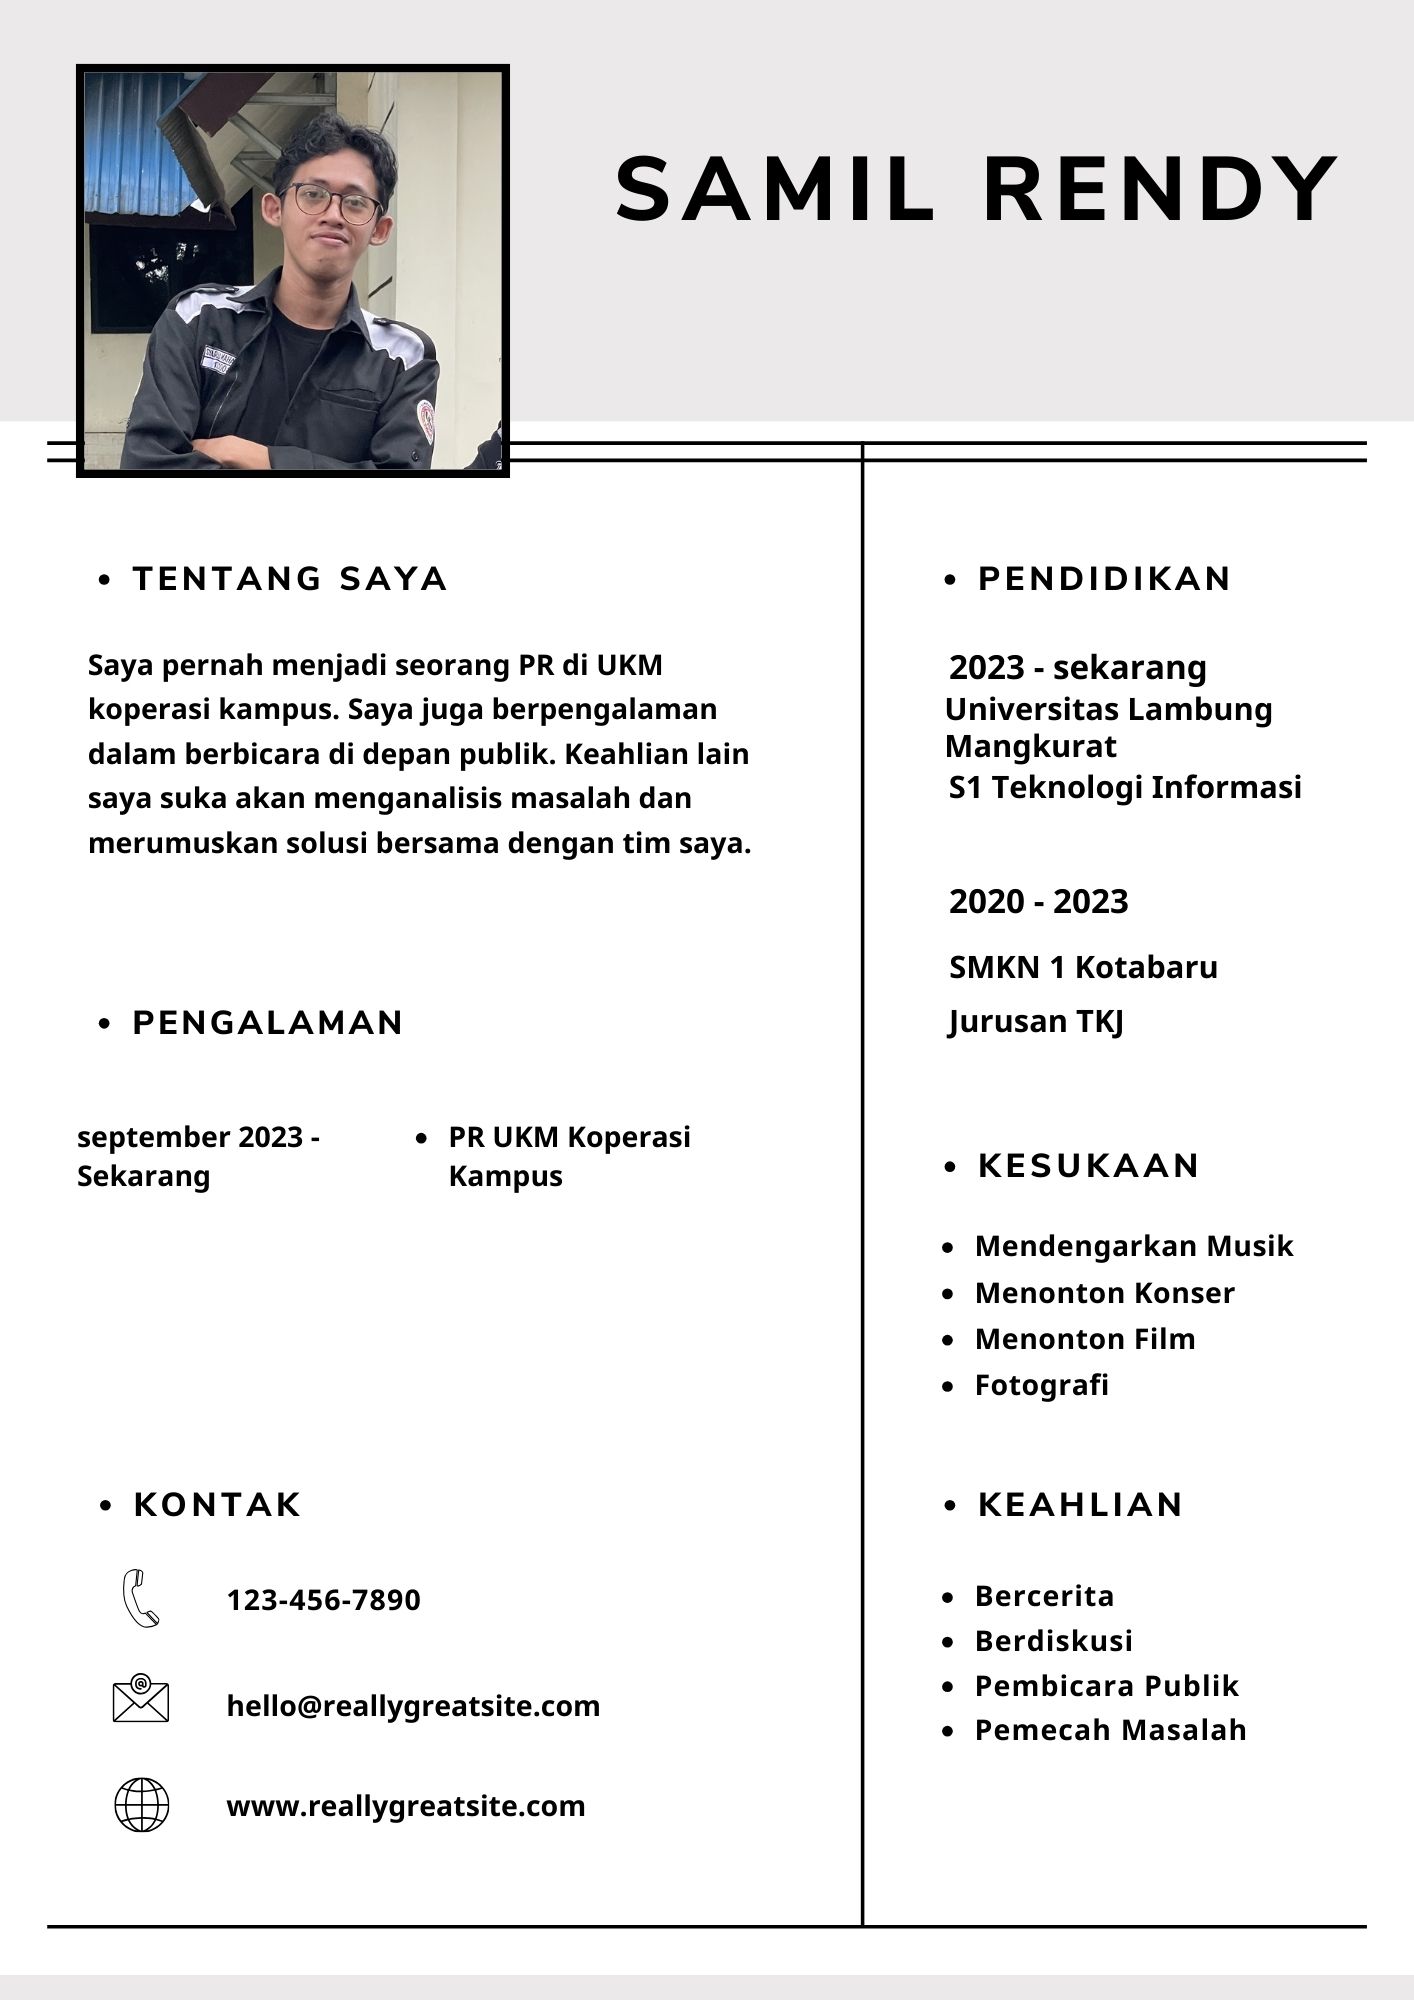 SAMIL RENDY
• TENTANG SAYA
Saya pernah menjadi seorang PR di UKM
koperasi kampus. Saya juga berpengalaman
dalam berbicara di depan publik. Keahlian lain
saya suka akan menganalisis masalah dan
merumuskan solusi bersama dengan tim saya.
• PENGALAMAN
september 2023 -
Sekarang
• PR UKM Koperasi
Kampus
• KONTAK
123-456-7890
hello@reallygreatsite.com
www.reallygreatsite.com
• PENDIDIKAN
2023 - sekarang
Universitas Lambung
Mangkurat
S1 Teknologi Informasi
2020 - 2023
SMKN 1 Kotabaru
Jurusan TKJ
• KESUKAAN
• Mendengarkan Musik
• Menonton Konser
• Menonton Film
• Fotografi
• KEAHLIAN
• Bercerita
• Berdiskusi
• Pembicara Publik
• Pemecah Masalah